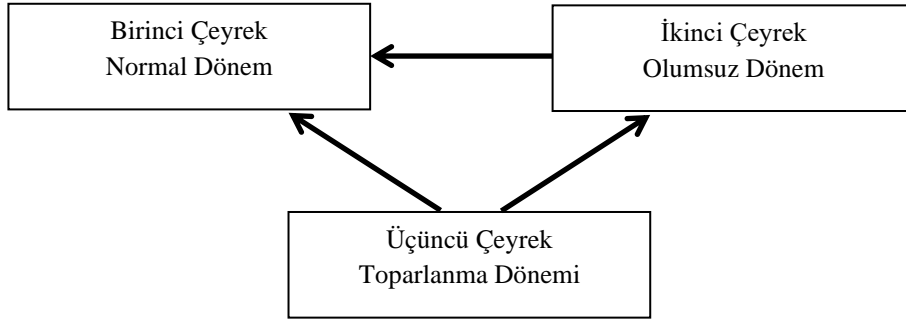 Birinci Çeyrek
Normal Dönem
İkinci Çeyrek
Olumsuz Dönem
Üçüncü Çeyrek
Toparlanma Dönemi